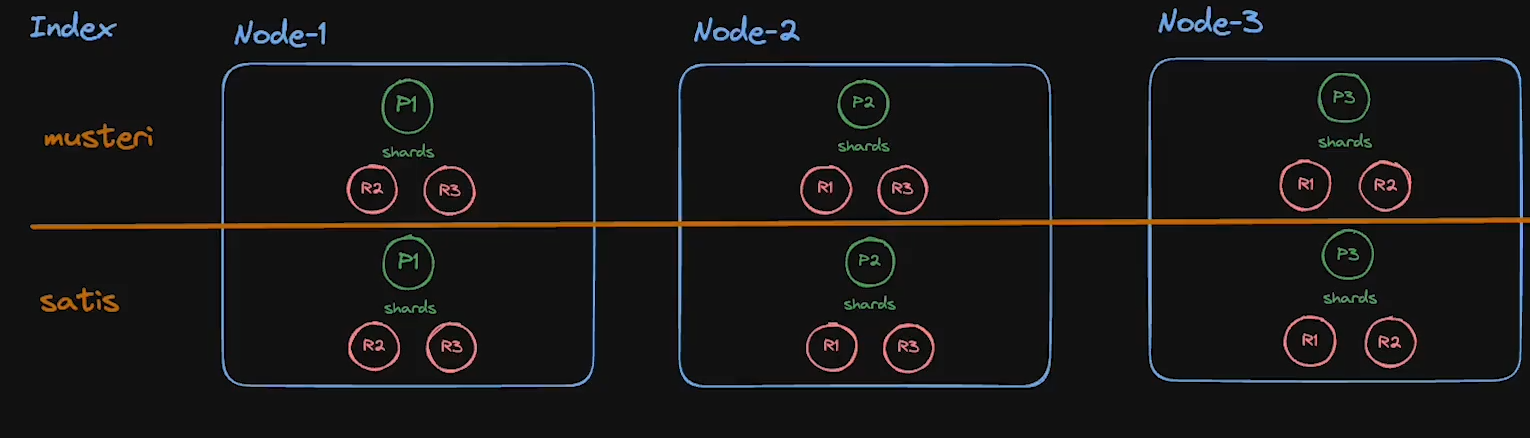 Index
Node-1
Node-2
Node-3
musteri
P1
shards
R2 R3
P2
shards
R1 R3
P3
shards
R1 R2
satis
P1
shards
R2 R3
P2
shards
R1 R3
P3
shards
R1 R2